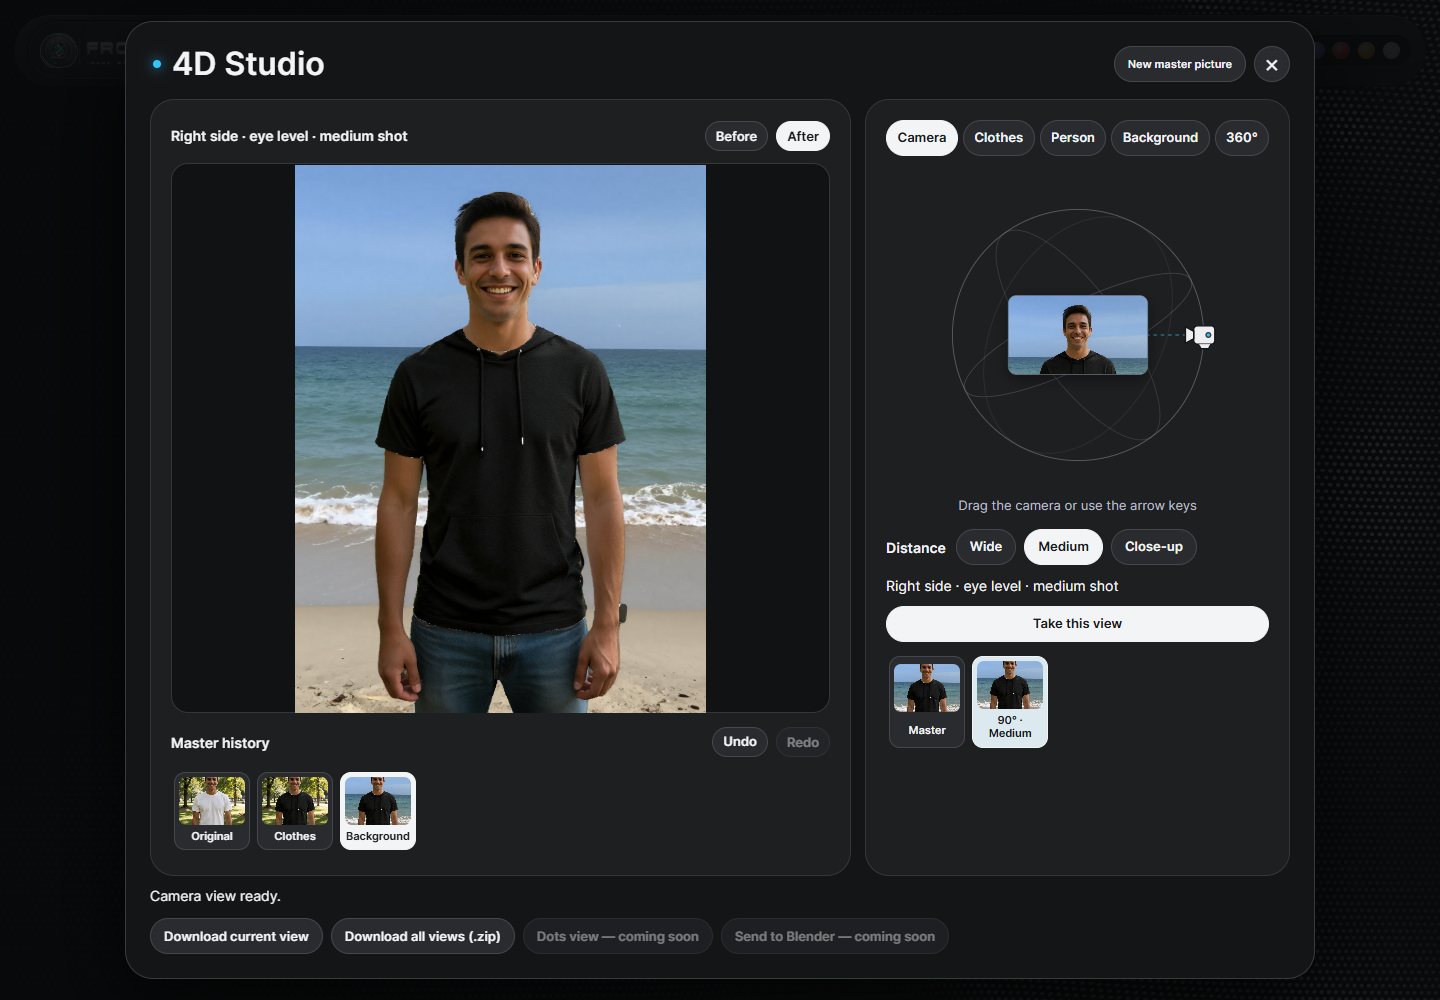 4D Studio
New master picture
Right side · eye level · medium shot
Before
After
Camera
Clothes
Person
Background
360°
Drag the camera or use the arrow keys
Distance
Wide
Medium
Close-up
Right side · eye level · medium shot
Take this view
Master
90° ·
Medium
Master history
Undo
Redo
Original
Clothes
Background
Camera view ready.
Download current view
Download all views (.zip)
Dots view — coming soon
Send to Blender — coming soon